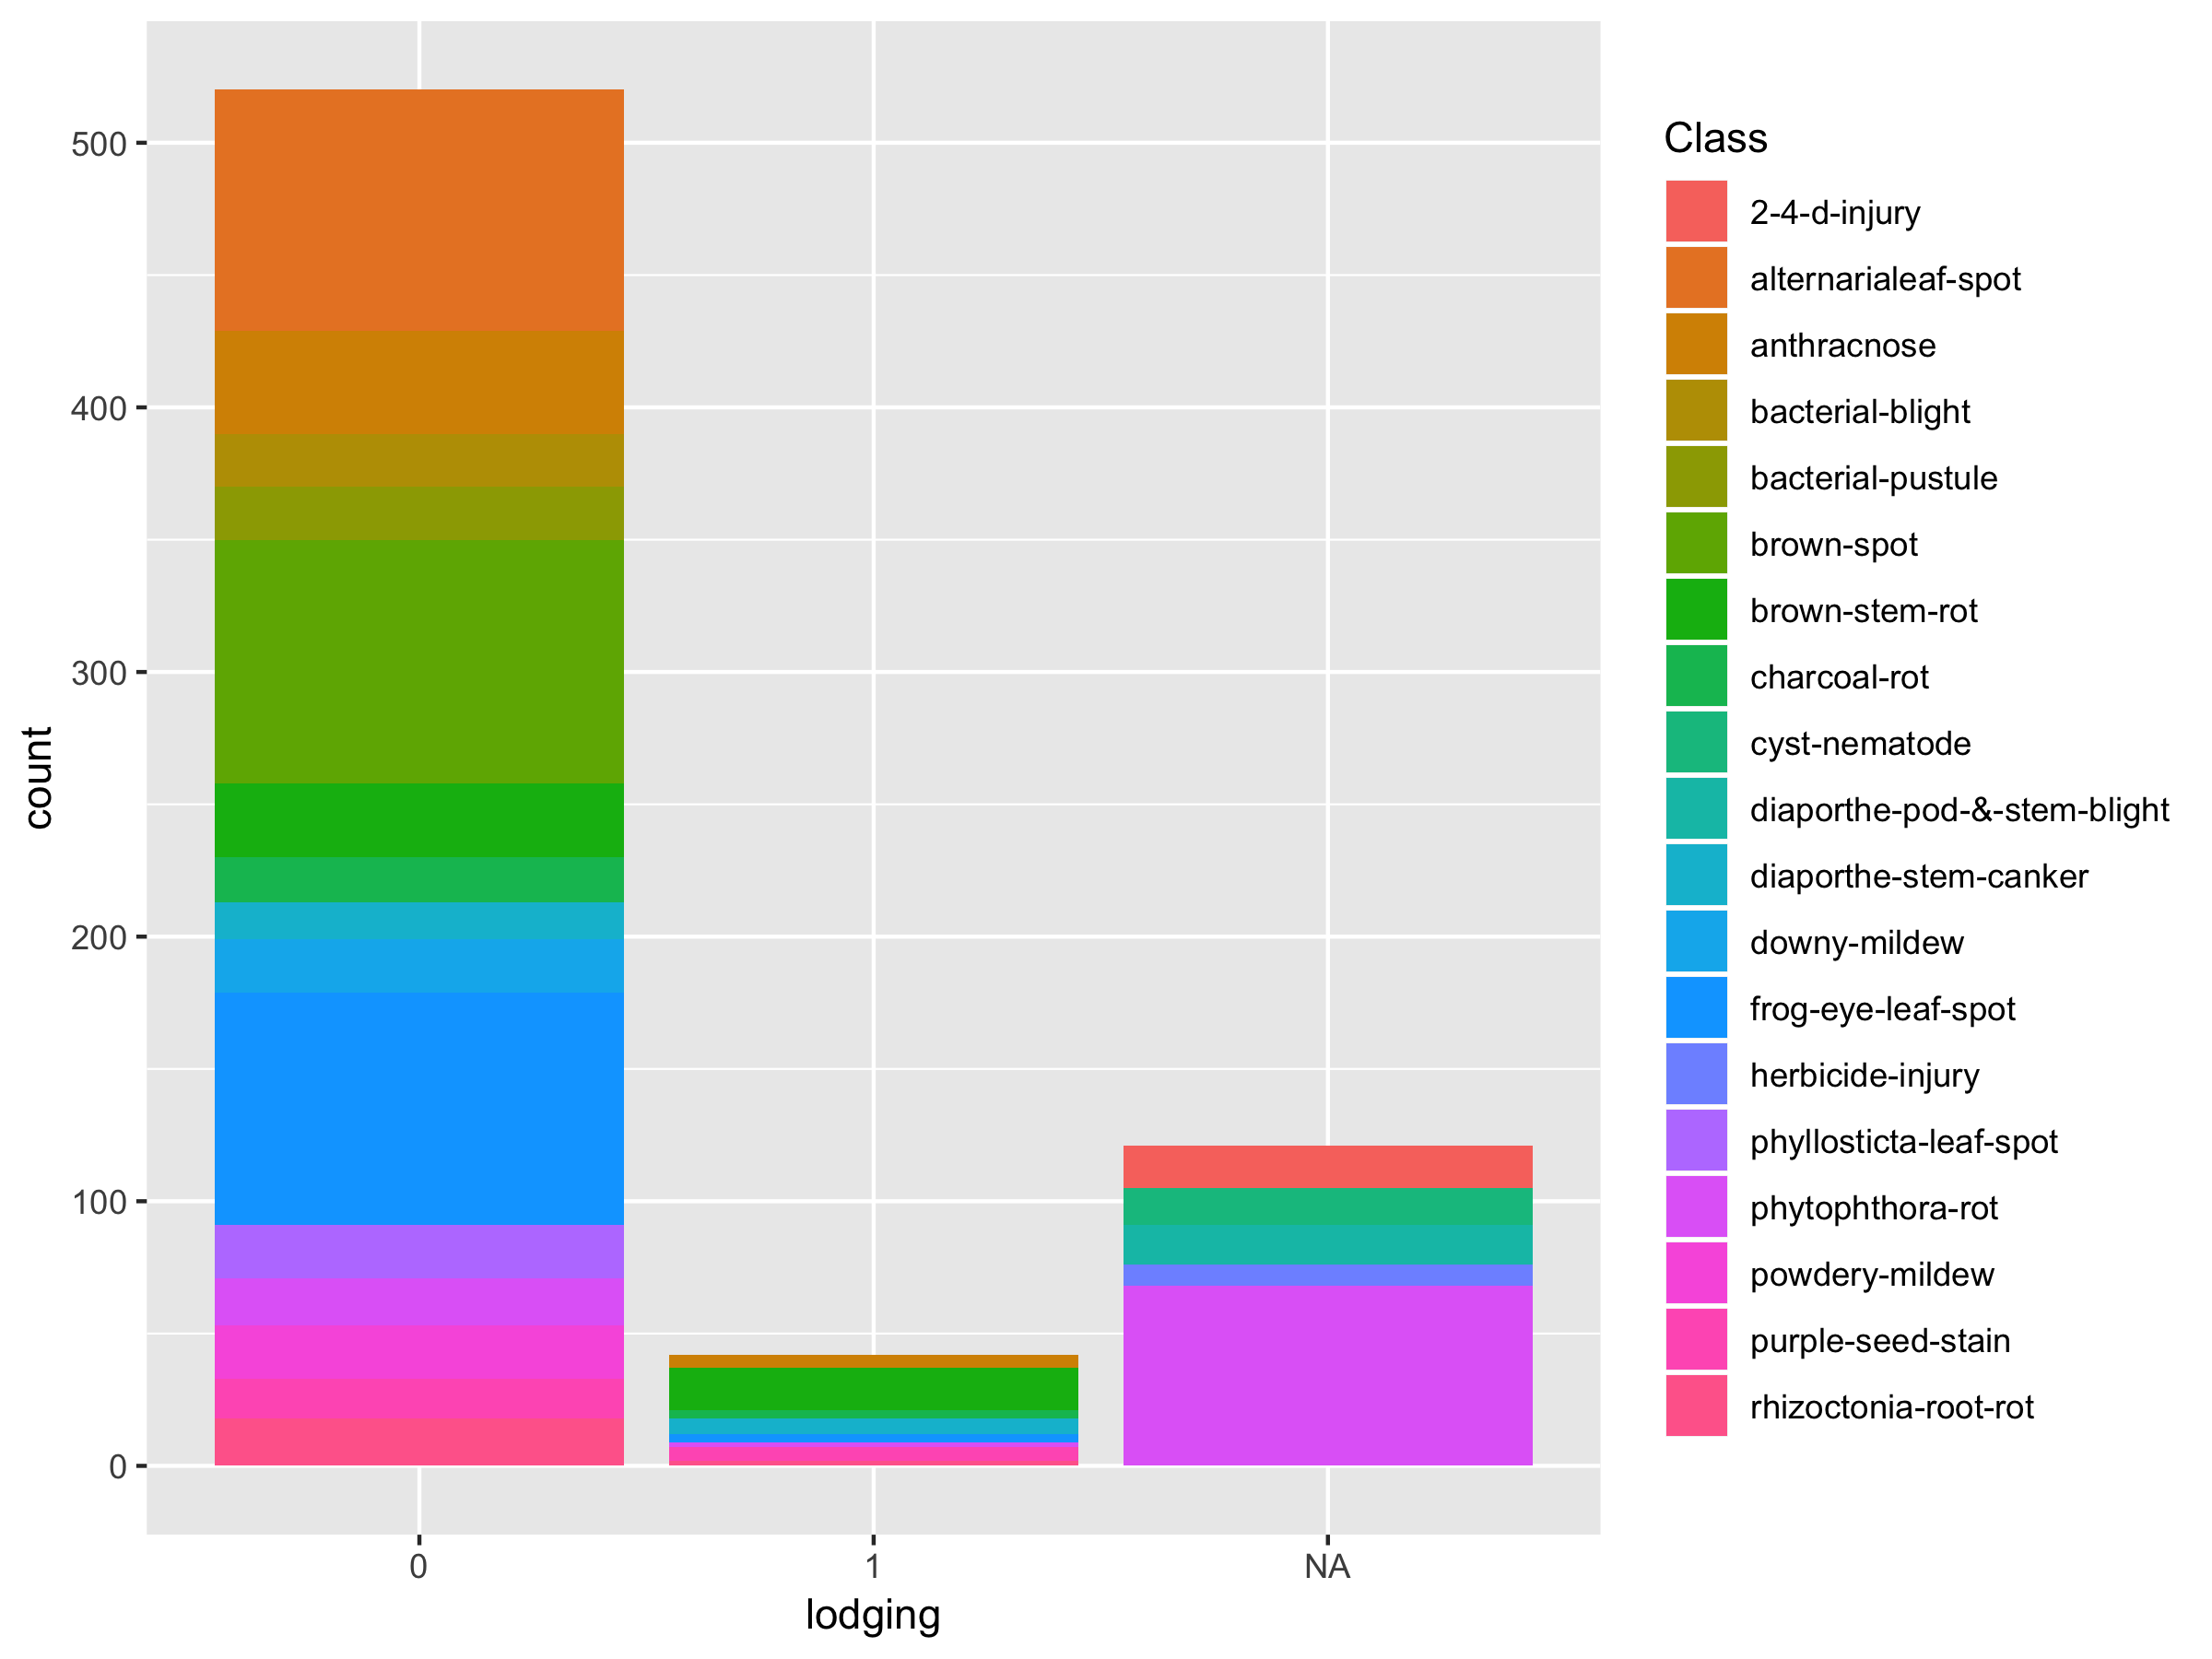 500
400
300
200
100
0
count
0
1
NA
lodging
Class
2-4-d-injury
alternarialeaf-spot
anthracnose
bacterial-blight
bacterial-pustule
brown-spot
brown-stem-rot
charcoal-rot
cyst-nematode
diaporthe-pod-&-stem-blight
diaporthe-stem-canker
downy-mildew
frog-eye-leaf-spot
herbicide-injury
phyllosticta-leaf-spot
phytophthora-rot
powdery-mildew
purple-seed-stain
rhizoctonia-root-rot